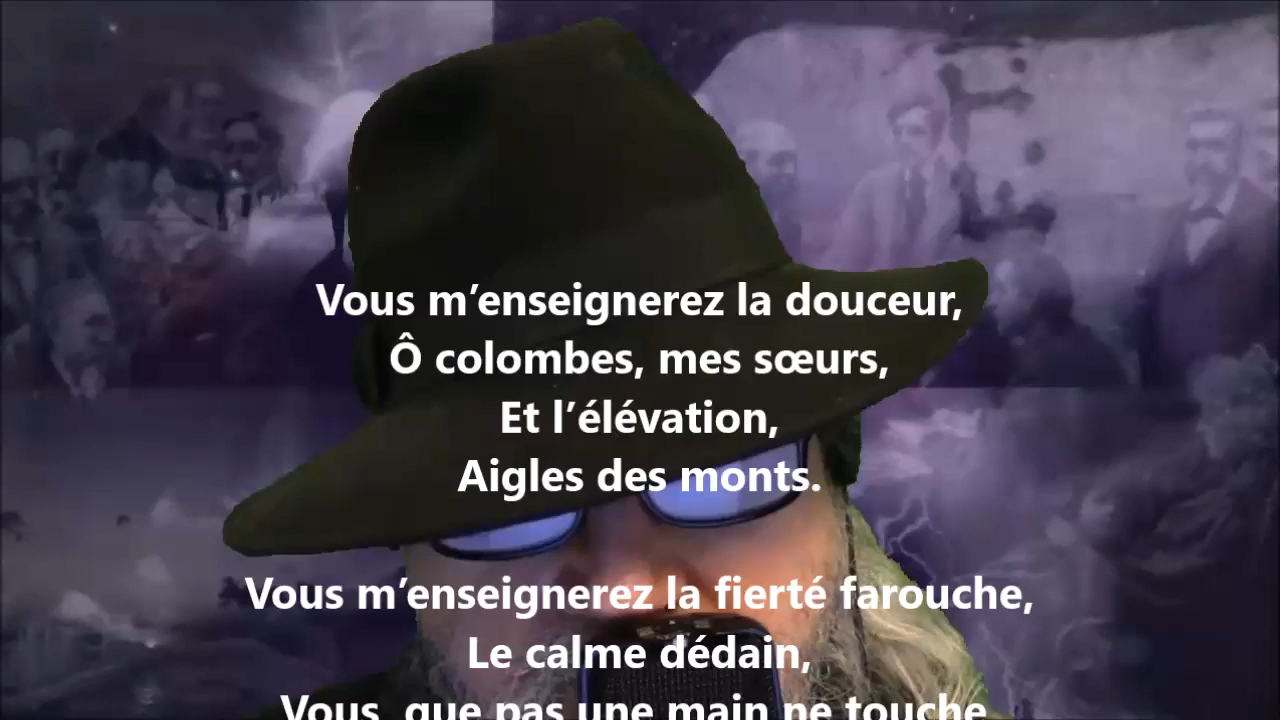 Vous m’enseignerez la douceur,
Ô colombes, mes sœurs,
Et l’élévation,
Aigles des monts.
Vous m’enseignerez la fierté farouche,
Le calme dédain,
Vous, que pas une main ne touche